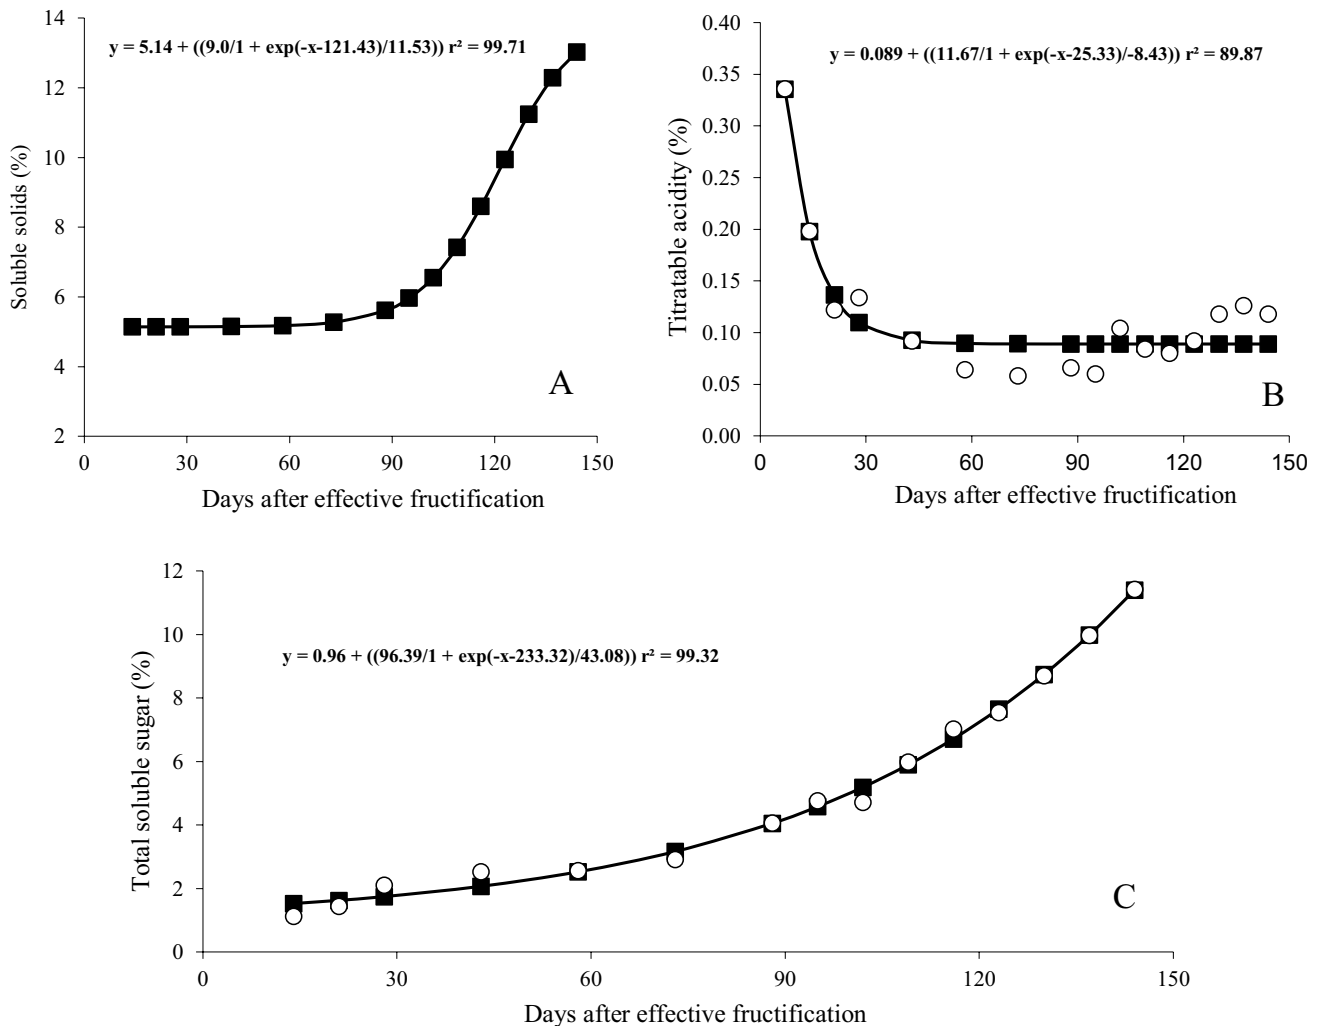 14
12
10
8
6
4
2
0 30 60 90 120 150
Soluble solids (%)
Days after effective fructification
y = 5.14 + ((9.0/1 + exp(-x-121.43)/11.53)) r² = 99.71
A
0.40
0.35
0.30
0.25
0.20
0.15
0.10
0.05
0.00
0 30 60 90 120 150
Titratable acidity (%)
Days after effective fructification
y = 0.089 + ((11.67/1 + exp(-x-25.33)/-8.43)) r² = 89.87
B
12
10
8
6
4
2
0
0 30 60 90 120 150
Total soluble sugar (%)
Days after effective fructification
y = 0.96 + ((96.39/1 + exp(-x-233.32)/43.08)) r² = 99.32
C